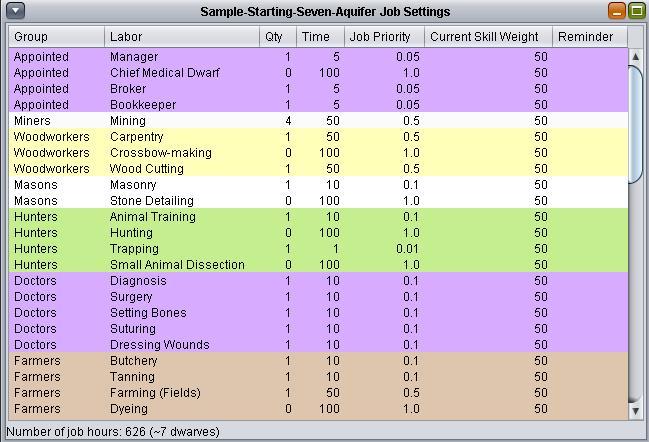 Sample-Starting-Seven-Aquifer Job Settings
Group Labor Qty Time Job Priority Current Skill Weight Reminder
Appointed Manager 1 5 0.05 50
Appointed Chief Medical Dwarf 0 100 1.0 50
Appointed Broker 1 5 0.05 50
Appointed Bookkeeper 1 5 0.05 50
Miners Mining 4 50 0.5 50
Woodworkers Carpentry 1 50 0.5 50
Woodworkers Crossbow-making 0 100 1.0 50
Woodworkers Wood Cutting 1 50 0.5 50
Masons Masonry 1 10 0.1 50
Masons Stone Detailing 0 100 1.0 50
Hunters Animal Training 1 10 0.1 50
Hunters Hunting 0 100 1.0 50
Hunters Trapping 1 1 0.01 50
Hunters Small Animal Dissection 0 100 1.0 50
Doctors Diagnosis 1 10 0.1 50
Doctors Surgery 1 10 0.1 50
Doctors Setting Bones 1 10 0.1 50
Doctors Suturing 1 10 0.1 50
Doctors Dressing Wounds 1 10 0.1 50
Farmers Butchery 1 10 0.1 50
Farmers Tanning 1 10 0.1 50
Farmers Farming (Fields) 1 50 0.5 50
Farmers Dyeing 0 100 1.0 50
Number of job hours: 626 (~7 dwarves)